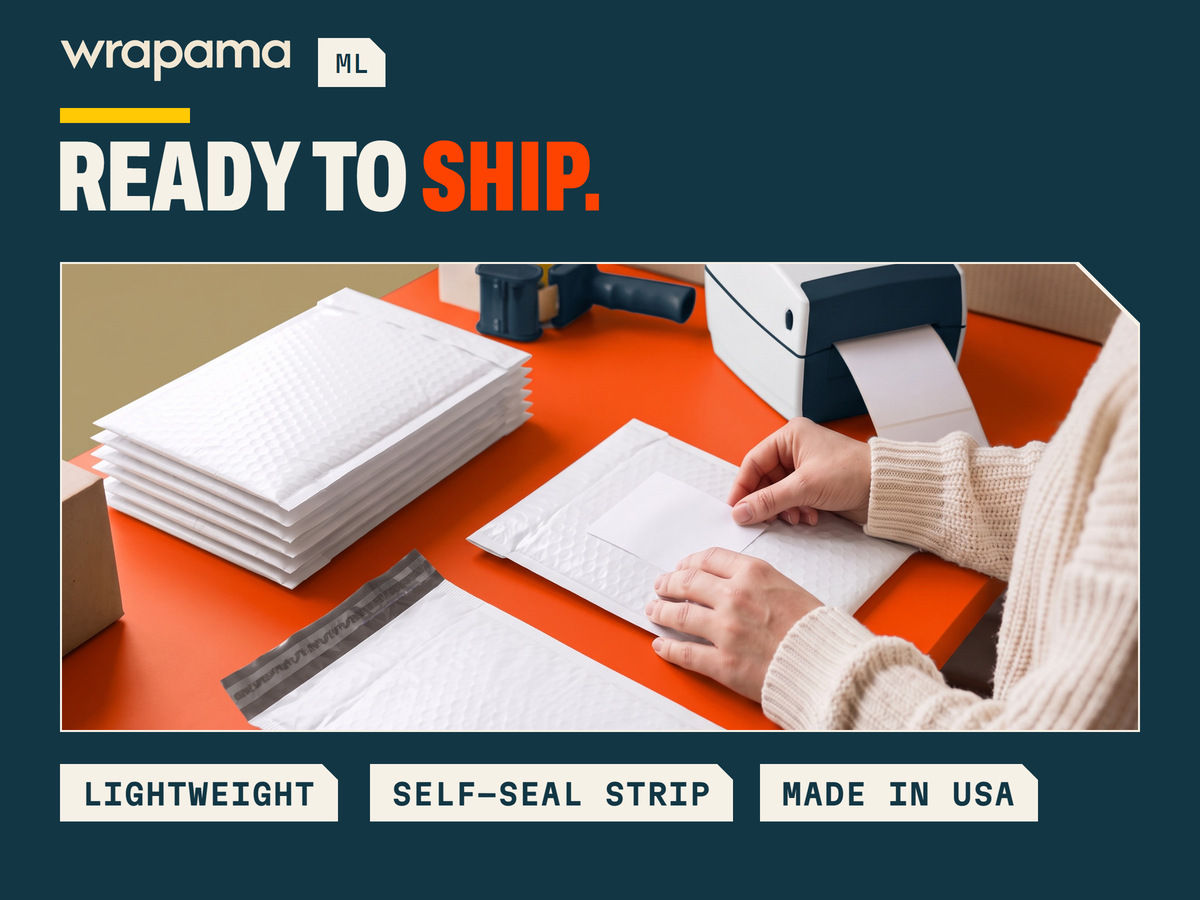 wrapama
ML
READY TO SHIP.
LIGHTWEIGHT
SELF-SEAL STRIP
MADE IN USA